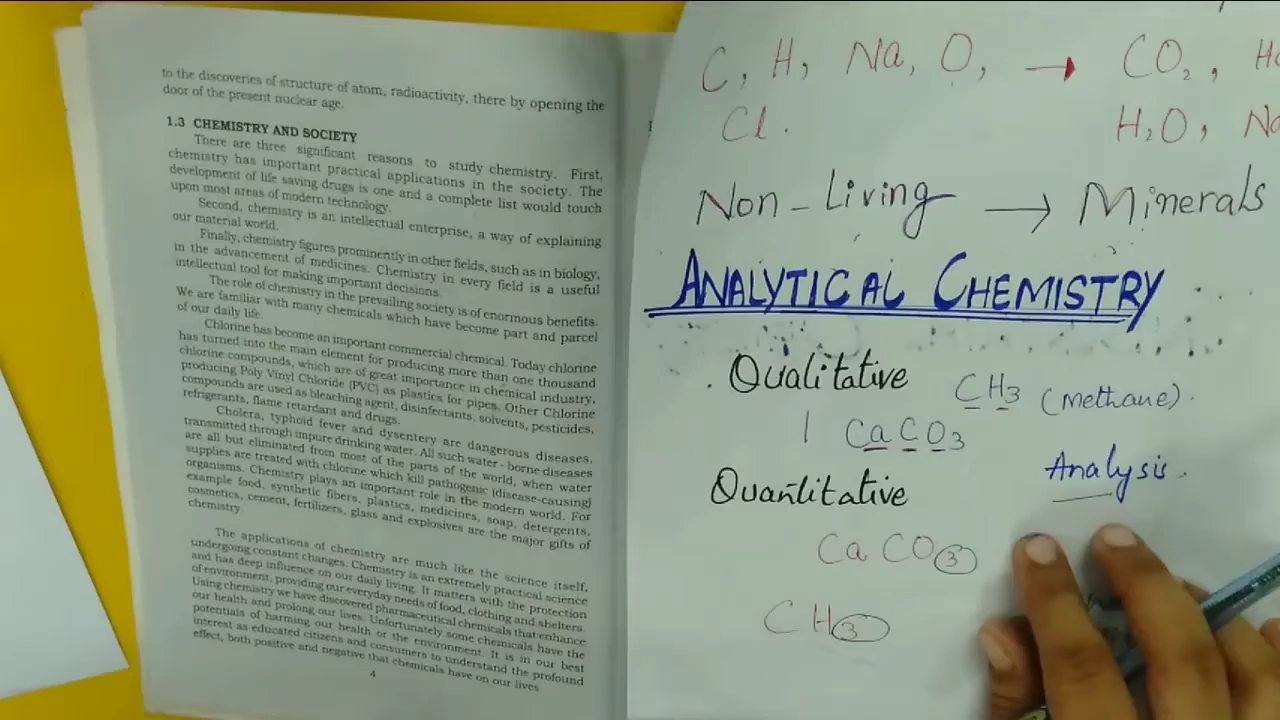 to the discoveries of structure of atom, radioactivity, there by opening the
door of the present nuclear age.
1.3 CHEMISTRY AND SOCIETY
There are three significant reasons to study chemistry. First,
chemistry has important practical applications in the society. The
development of life saving drugs is one and a complete list would touch
upon most areas of modern technology.
Second, chemistry is an intellectual enterprise, a way of explaining
our material world.
Finally, chemistry figures prominently in other fields, such as in biology,
in the advancement of medicines. Chemistry in every field is a useful
intellectual tool for making important decisions.
The role of chemistry in the prevailing society is of enormous benefits.
We are familiar with many chemicals which have become part and parcel
of our daily life.
Chlorine has become an important commercial chemical. Today chlorine
has turned into the main element for producing more than one thousand
chlorine compounds, which are of great importance in chemical industry,
producing Poly Vinyl Chloride (PVC) as plastics for pipes. Other Chlorine
compounds are used as bleaching agent, disinfectants, solvents, pesticides,
refrigerants, flame retardant and drugs.
Cholera, typhoid fever and dysentery are dangerous diseases,
transmitted through impure drinking water. All such water - borne diseases
are all but eliminated from most of the parts of the world, when water
supplies are treated with chlorine which kill pathogenic (disease-causing)
organisms. Chemistry plays an important role in the modern world. For
example food, synthetic fibers, plastics, medicines, soap, detergents,
cosmetics, cement, fertilizers, glass and explosives are the major gifts of
chemistry.
The applications of chemistry are much like the science itself,
undergoing constant changes. Chemistry is an extremely practical science
and has deep influence on our daily living. It matters with the protection
of environment, providing our everyday needs of food, clothing and shelters.
Using chemistry we have discovered pharmaceutical chemicals that enhance
our health and prolong our lives. Unfortunately some chemicals have the
potentials of harming our health or the environment. It is in our best
interest as educated citizens and consumers to understand the profound
effect, both positive and negative that chemicals have on our lives
4
C, H, Na, O, → CO₂, 
Cl. H₂O,
Non-Living → Minerals
ANALYTICAL CHEMISTRY
Qualitative CH3 (Methane).
CaCO3
Analysis.
Quantitative
CaCO3
CH3